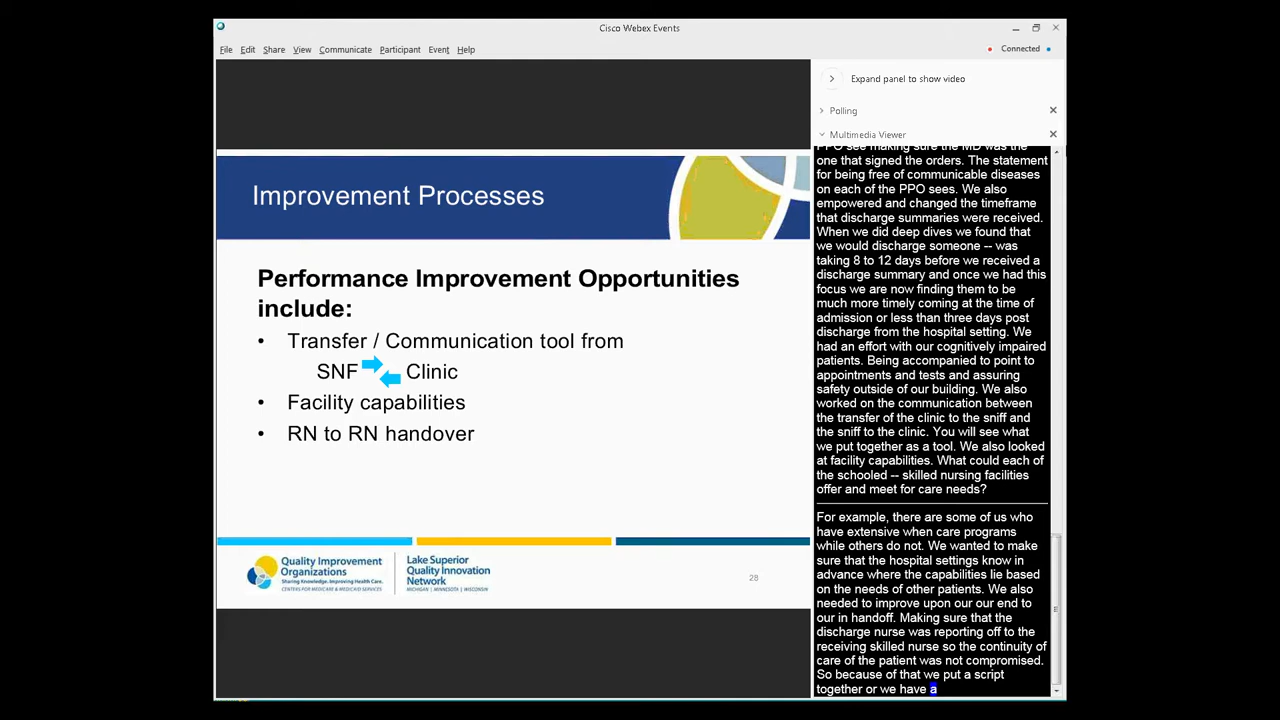 Cisco Webex Events
File Edit Share View Communicate Participant Event Help
Connected
Expand panel to show video
Polling
Multimedia Viewer
Improvement Processes
Performance Improvement Opportunities
include:
• Transfer / Communication tool from
SNF Clinic
• Facility capabilities
• RN to RN handover
Quality Improvement
Organizations
Sharing Knowledge. Improving Health Care.
CENTERS FOR MEDICARE & MEDICAID SERVICES
Lake Superior
Quality Innovation
Network
MICHIGAN | MINNESOTA | WISCONSIN
28
PPO see making sure the MD was the
one that signed the orders. The statement
for being free of communicable diseases
on each of the PPO sees. We also
empowered and changed the timeframe
that discharge summaries were received.
When we did deep dives we found that
we would discharge someone -- was
taking 8 to 12 days before we received a
discharge summary and once we had this
focus we are now finding them to be
much more timely coming at the time of
admission or less than three days post
discharge from the hospital setting. We
had an effort with our cognitively impaired
patients. Being accompanied to point to
appointments and tests and assuring
safety outside of our building. We also
worked on the communication between
the transfer of the clinic to the sniff and
the sniff to the clinic. You will see what
we put together as a tool. We also looked
at facility capabilities. What could each of
the schooled -- skilled nursing facilities
offer and meet for care needs?
For example, there are some of us who
have extensive when care programs
while others do not. We wanted to make
sure that the hospital settings know in
advance where the capabilities lie based
on the needs of other patients. We also
needed to improve upon our our end to
our in handoff. Making sure that the
discharge nurse was reporting off to the
receiving skilled nurse so the continuity of
care of the patient was not compromised.
So because of that we put a script
together or we have a